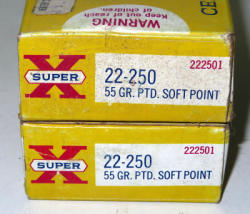 WARNING
Keep out of reach
of children.
CE
X
SUPER
222501
22-250
55 GR. PTD. SOFT POINT
X
SUPER
222501
22-250
55 GR. PTD. SOFT POINT